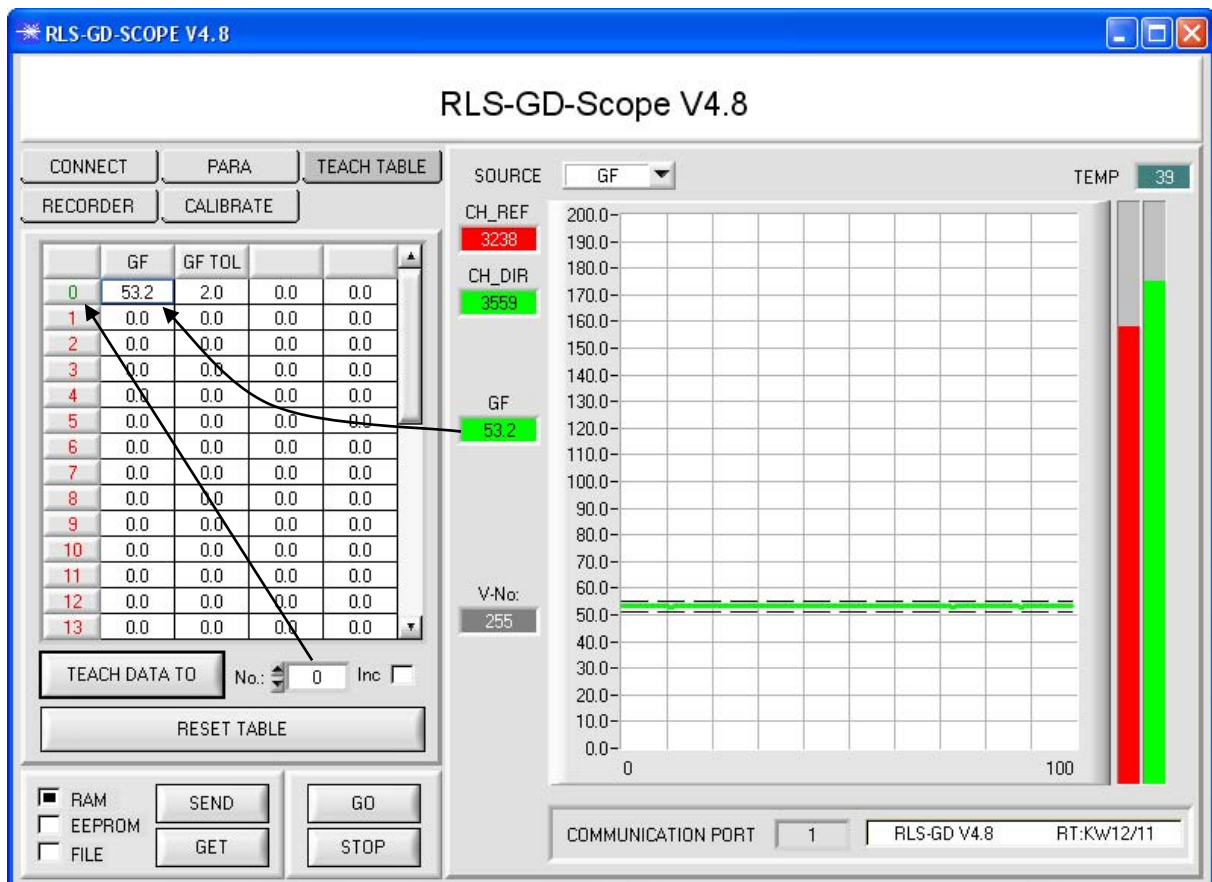 RLS-GD-SCOPE V4.8
RLS-GD-Scope V4.8
CONNECT PARA TEACH TABLE
RECORDER CALIBRATE
GF GF TOL
0 53.2 2.0 0.0 0.0
1 0.0 0.0 0.0 0.0
2 0.0 0.0 0.0 0.0
3 0.0 0.0 0.0 0.0
4 0.0 0.0 0.0 0.0
5 0.0 0.0 0.0 0.0
6 0.0 0.0 0.0 0.0
7 0.0 0.0 0.0 0.0
8 0.0 0.0 0.0 0.0
9 0.0 0.0 0.0 0.0
10 0.0 0.0 0.0 0.0
11 0.0 0.0 0.0 0.0
12 0.0 0.0 0.0 0.0
13 0.0 0.0 0.0 0.0
TEACH DATA TO No.: 0 Inc
RESET TABLE
RAM
EEPROM
FILE
SEND
GET
GO
STOP
SOURCE GF
TEMP 39
CH_REF
3238
CH_DIR
3559
GF
53.2
V-No:
255
200.0
190.0
180.0
170.0
160.0
150.0
140.0
130.0
120.0
110.0
100.0
90.0
80.0
70.0
60.0
50.0
40.0
30.0
20.0
10.0
0.0
0 100
COMMUNICATION PORT 1 RLS-GD V4.8 RT:KW12/11